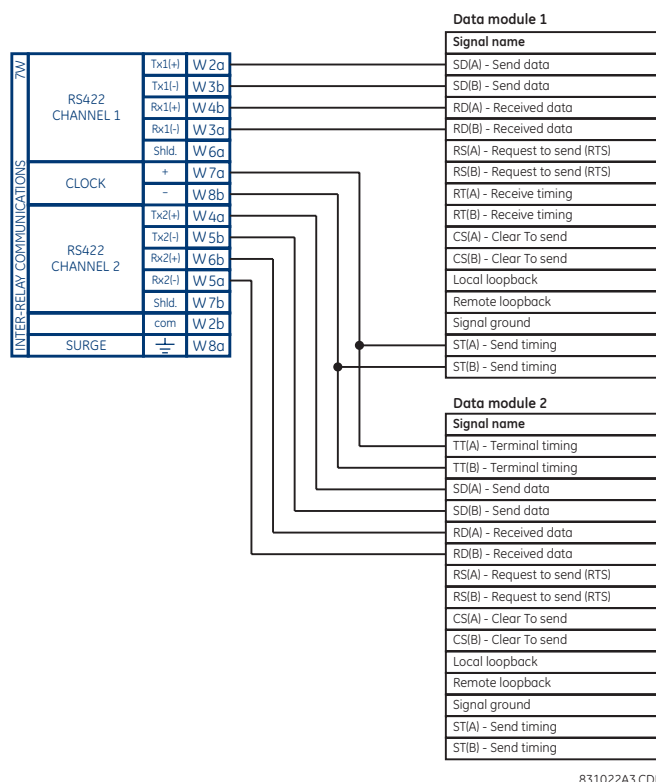 Data module 1
Signal name
7W
INTER-RELAY COMMUNICATIONS
RS422
CHANNEL 1
Tx1(+) W2a
Tx1(-) W3b
Rx1(+) W4b
Rx1(-) W3a
Shld. W6a
CLOCK
+ W7a
– W8b
RS422
CHANNEL 2
Tx2(+) W4a
Tx2(-) W5b
Rx2(+) W6b
Rx2(-) W5a
Shld. W7b
com W2b
SURGE W8a
SD(A) - Send data
SD(B) - Send data
RD(A) - Received data
RD(B) - Received data
RS(A) - Request to send (RTS)
RS(B) - Request to send (RTS)
RT(A) - Receive timing
RT(B) - Receive timing
CS(A) - Clear To send
CS(B) - Clear To send
Local loopback
Remote loopback
Signal ground
ST(A) - Send timing
ST(B) - Send timing
Data module 2
Signal name
TT(A) - Terminal timing
TT(B) - Terminal timing
SD(A) - Send data
SD(B) - Send data
RD(A) - Received data
RD(B) - Received data
RS(A) - Request to send (RTS)
RS(B) - Request to send (RTS)
CS(A) - Clear To send
CS(B) - Clear To send
Local loopback
Remote loopback
Signal ground
ST(A) - Send timing
ST(B) - Send timing